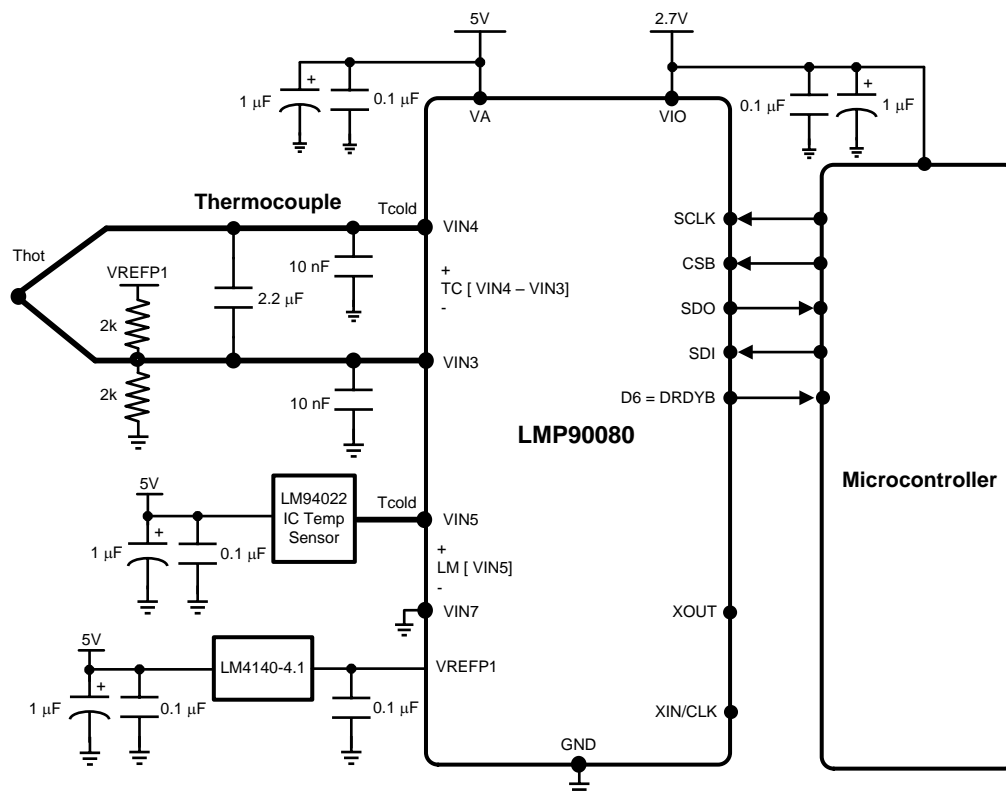 5V
2.7V
+
1 μF
0.1 μF
VA
VIO
0.1 μF
+
1 μF
Thermocouple
Tcold
VIN4
SCLK
Thot
VREFP1
10 nF
+
TC [ VIN4 – VIN3]
-
CSB
2k
2.2 μF
SDO
VIN3
SDI
2k
10 nF
D6 = DRDYB
LMP90080
Microcontroller
5V
LM94022
IC Temp
Sensor
Tcold
VIN5
+
1 μF
0.1 μF
+
LM [ VIN5]
-
VIN7
XOUT
5V
LM4140-4.1
VREFP1
+
1 μF
0.1 μF
0.1 μF
XIN/CLK
GND